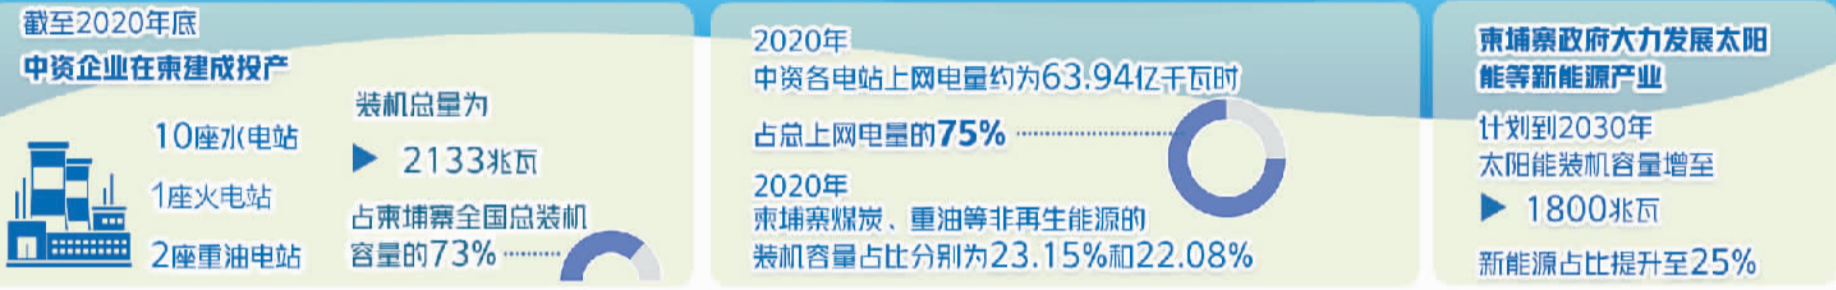 截至2020年底
中资企业在柬建成投产
10座水电站
1座火电站
2座重油电站
装机总量为
2133兆瓦
占柬埔寨全国总装机
容量的73%
2020年
中资各电站上网电量约为63.94亿千瓦时
占总上网电量的75%
2020年
柬埔寨煤炭、重油等非再生能源的
装机容量占比分别为23.15%和22.08%
柬埔寨政府大力发展太阳
能等新能源产业
计划到2030年
太阳能装机容量增至
1800兆瓦
新能源占比提升至25%